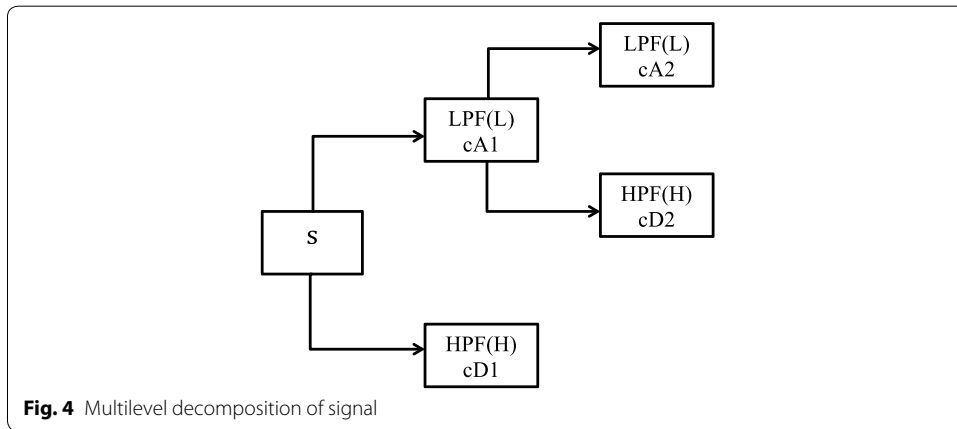 LPF(L)
cA2
LPF(L)
cA1
HPF(H)
cD2
S
HPF(H)
cD1
Fig. 4 Multilevel decomposition of signal